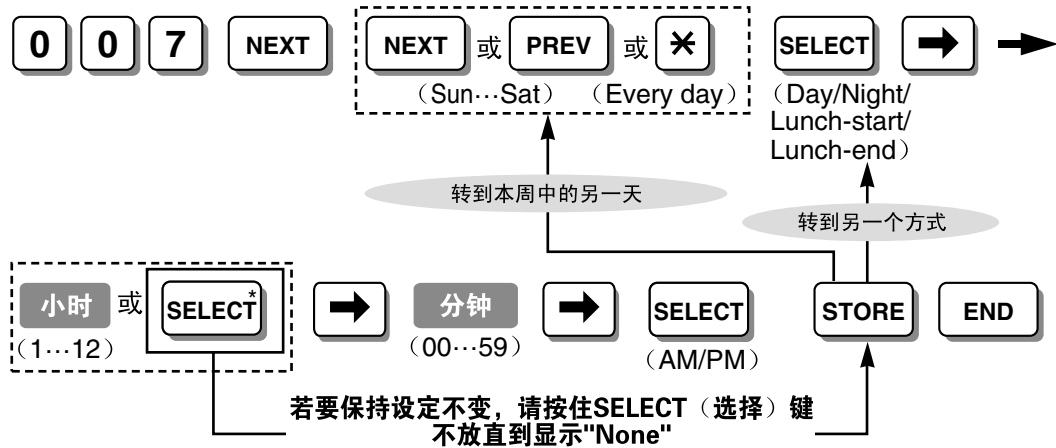 0 0 7 NEXT NEXT 或 PREV 或 ✱ SELECT ➡
（Sun⋯Sat） （Every day） （Day/Night/
Lunch-start/
Lunch-end）
转到本周中的另一天
转到另一个方式
小时 或 SELECT* ➡ 分钟 ➡ SELECT STORE END
（1⋯12） （00⋯59） （AM/PM）
若要保持设定不变，请按住SELECT（选择）键
不放直到显示"None"